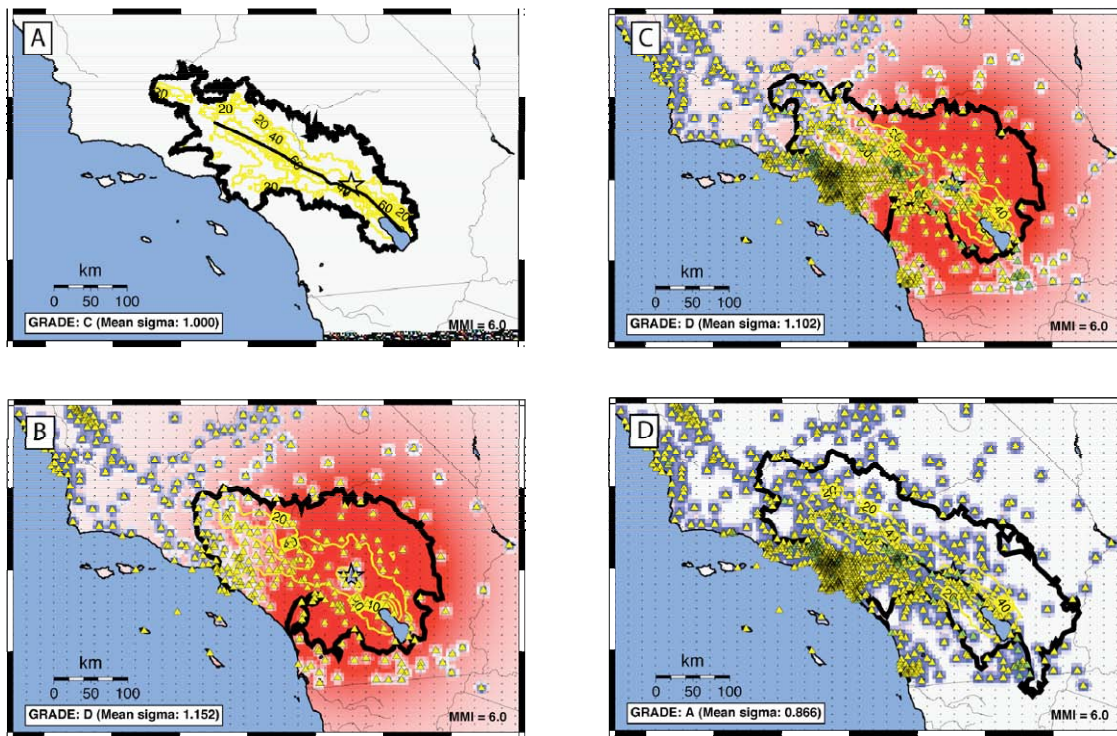 A
20
20
20
40
60
20
60
20
km
0 50 100
GRADE: C (Mean sigma: 1.000)
MMI = 6.0
C
20
40
km
0 50 100
GRADE: D (Mean sigma: 1.102)
MMI = 6.0
B
20
20
40
km
0 50 100
GRADE: D (Mean sigma: 1.152)
MMI = 6.0
D
20
20
40
20
km
0 50 100
GRADE: A (Mean sigma: 0.866)
MMI = 6.0